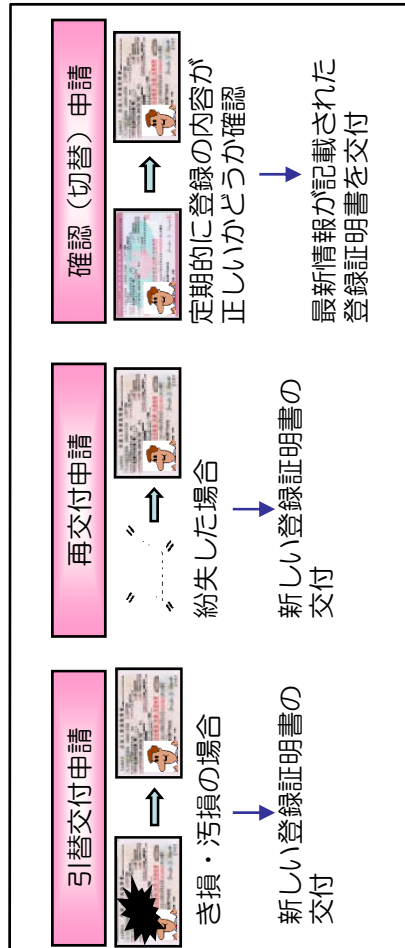 引替交付申請
き損・汚損の場合
新しい登録証明書の
交付
再交付申請
紛失した場合
新しい登録証明書の
交付
確認（切替）申請
定期的に登録の内容が
正しいかどうか確認
最新情報が記載された
登録証明書を交付